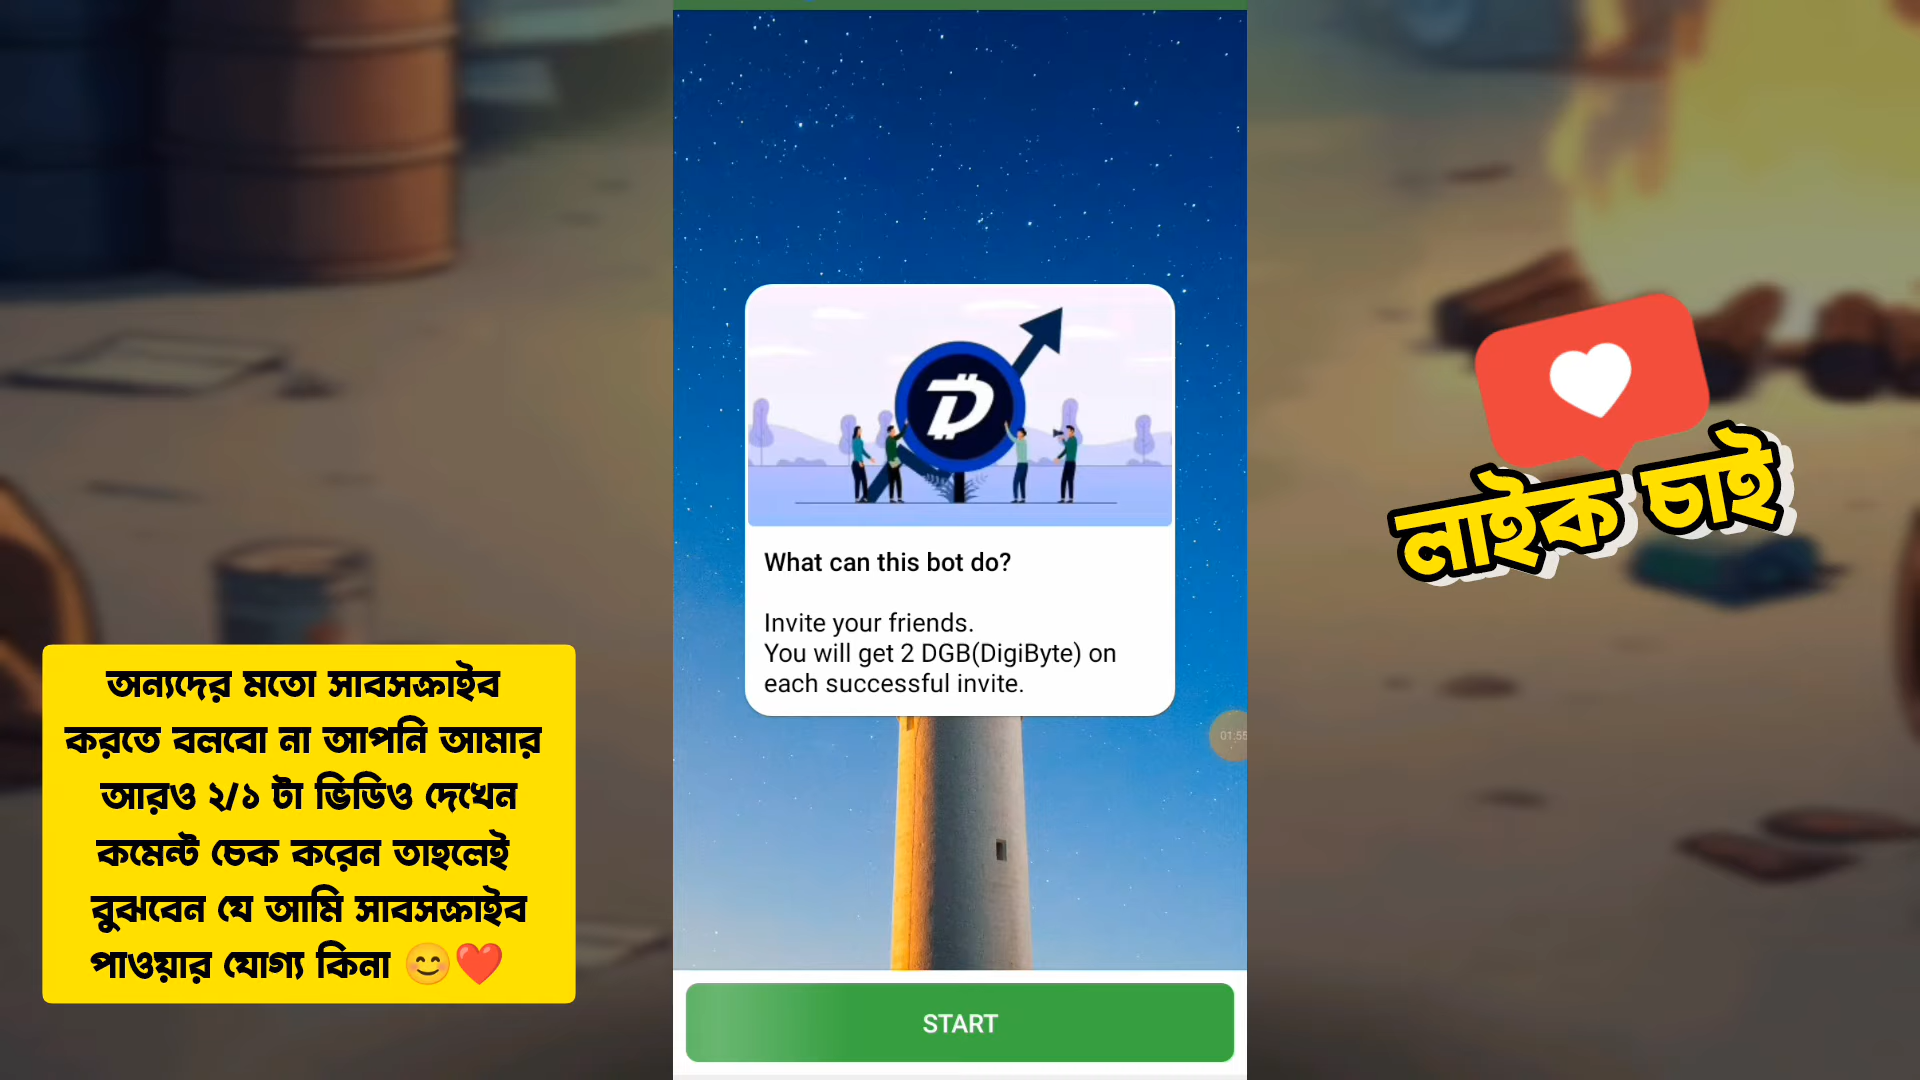 What can this bot do?
Invite your friends.
You will get 2 DGB(DigiByte) on
each successful invite.
01:55
START
অন্যদের মতো সাবসক্রাইব
করতে বলবো না আপনি আমার
আরও ২/১ টা ভিডিও দেখেন
কমেন্ট চেক করেন তাহলেই
বুঝবেন যে আমি সাবসক্রাইব
পাওয়ার যোগ্য কিনা 😊❤️
লাইক চাই